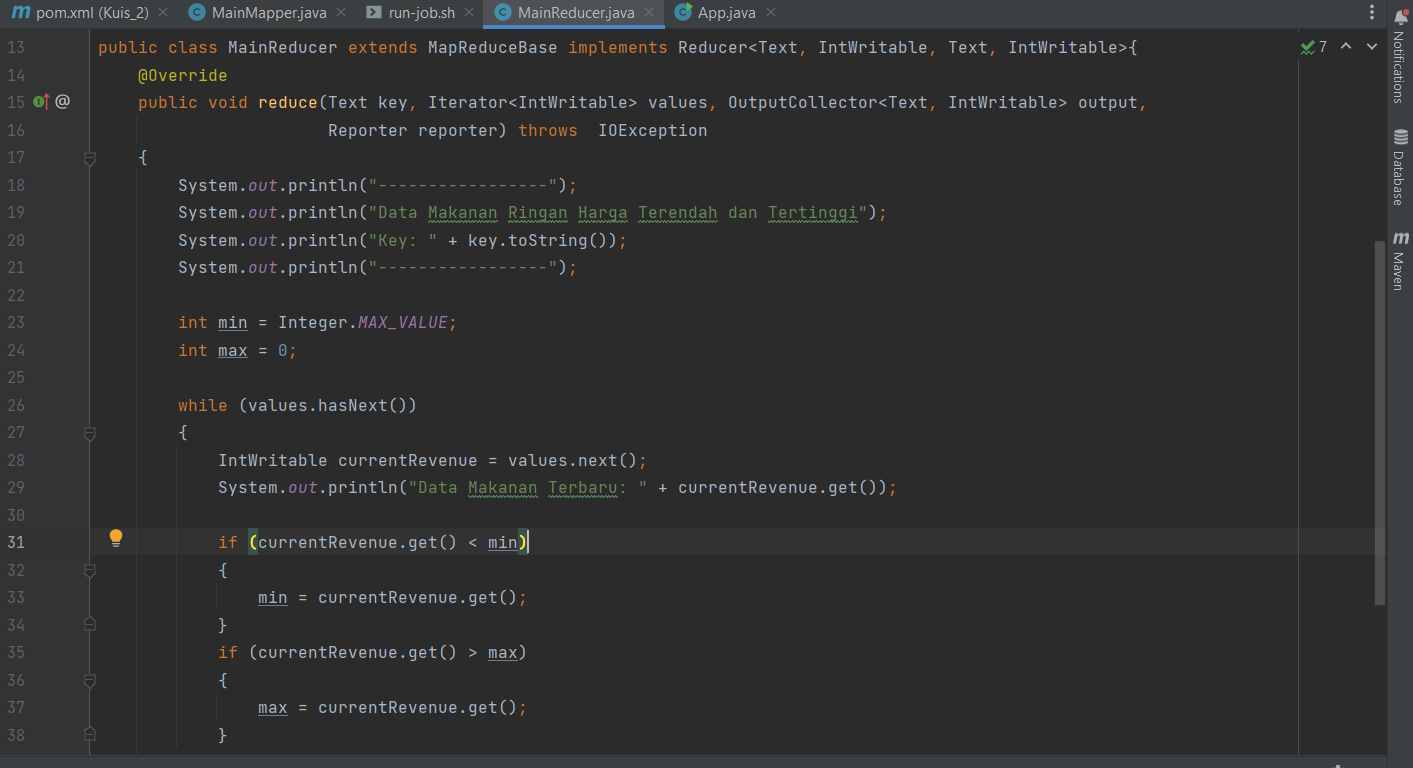 pom.xml (Kuis_2) MainMapper.java run-job.sh MainReducer.java App.java
13 public class MainReducer extends MapReduceBase implements Reducer<Text, IntWritable, Text, IntWritable>{
7
14 @Override
15 @ public void reduce(Text key, Iterator<IntWritable> values, OutputCollector<Text, IntWritable> output,
16 Reporter reporter) throws  IOException
17 {
18 System.out.println("-----------------");
19 System.out.println("Data Makanan Ringan Harga Terendah dan Tertinggi");
20 System.out.println("Key: " + key.toString());
21 System.out.println("-----------------");
22
23 int min = Integer.MAX_VALUE;
24 int max = 0;
25
26 while (values.hasNext())
27 {
28 IntWritable currentRevenue = values.next();
29 System.out.println("Data Makanan Terbaru: " + currentRevenue.get());
30
31 if (currentRevenue.get() < min)
32 {
33 min = currentRevenue.get();
34 }
35 if (currentRevenue.get() > max)
36 {
37 max = currentRevenue.get();
38 }
Notifications
Database
Maven